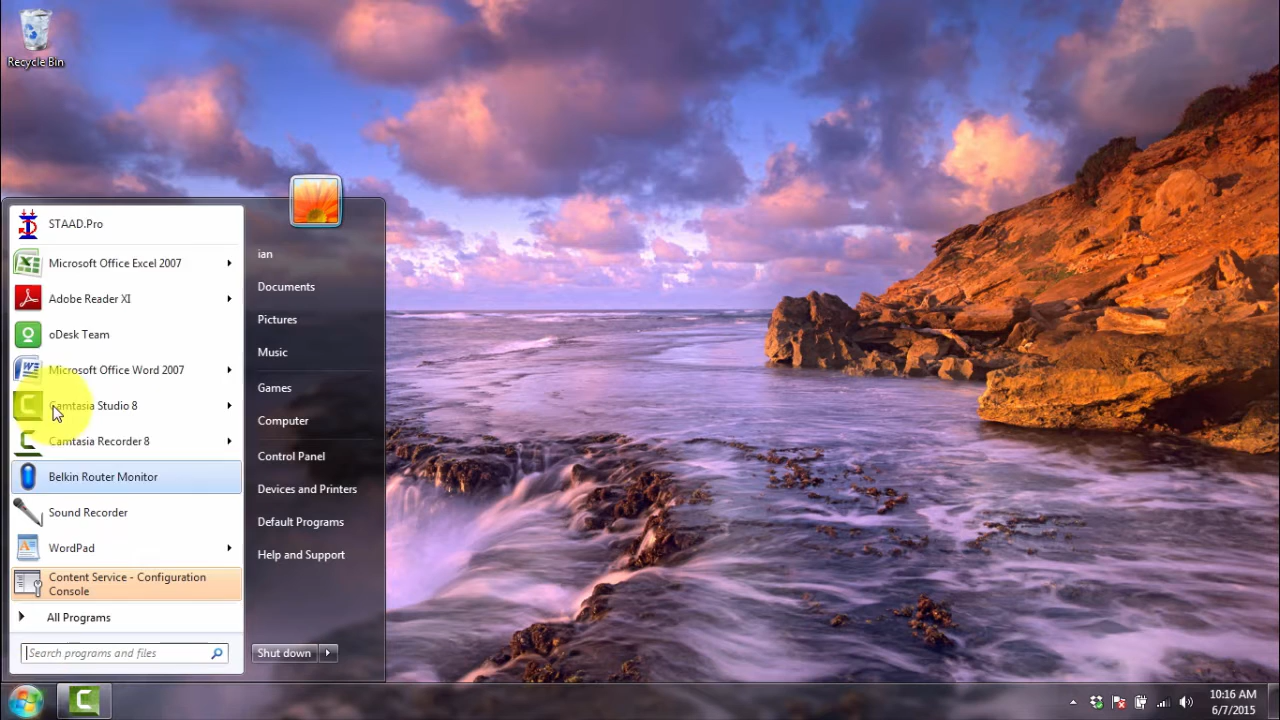 Recycle Bin
STAAD.Pro
Microsoft Office Excel 2007
Adobe Reader XI
oDesk Team
Microsoft Office Word 2007
Camtasia Studio 8
Camtasia Recorder 8
Belkin Router Monitor
Sound Recorder
WordPad
Content Service - Configuration
Console
All Programs
Search programs and files
ian
Documents
Pictures
Music
Games
Computer
Control Panel
Devices and Printers
Default Programs
Help and Support
Shut down
10:16 AM
6/7/2015